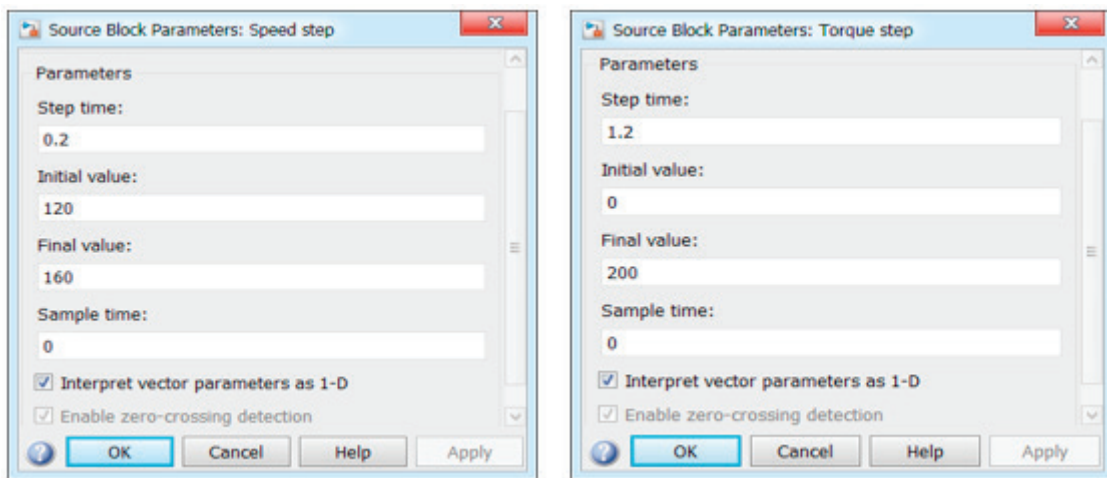 Source Block Parameters: Speed step
Parameters
Step time:
0.2
Initial value:
120
Final value:
160
Sample time:
0
Interpret vector parameters as 1-D
Enable zero-crossing detection
OK Cancel Help Apply
Source Block Parameters: Torque step
Parameters
Step time:
1.2
Initial value:
0
Final value:
200
Sample time:
0
Interpret vector parameters as 1-D
Enable zero-crossing detection
OK Cancel Help Apply